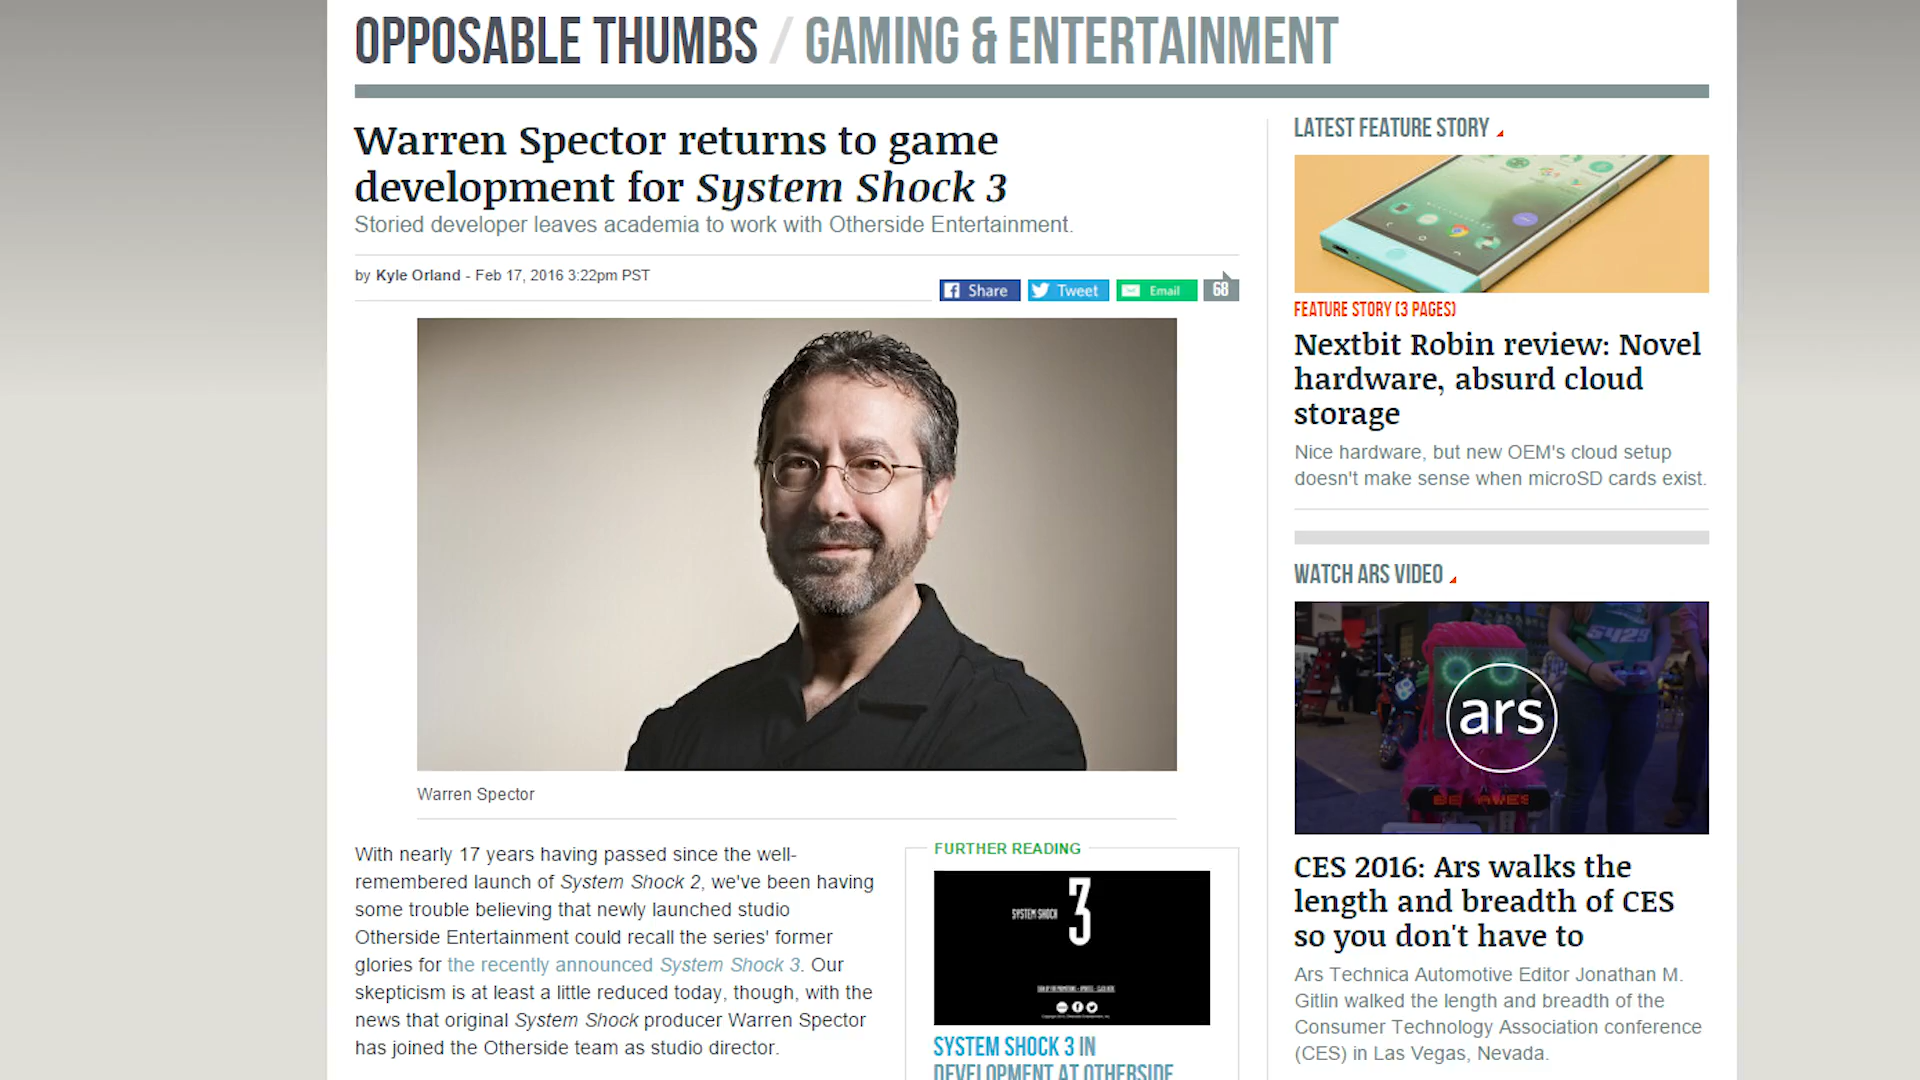 OPPOSABLE THUMBS / GAMING & ENTERTAINMENT
Warren Spector returns to game
development for System Shock 3
Storied developer leaves academia to work with Otherside Entertainment.
by Kyle Orland - Feb 17, 2016 3:22pm PST
Share
Tweet
Email
68
Warren Spector
With nearly 17 years having passed since the well-
remembered launch of System Shock 2, we've been having
some trouble believing that newly launched studio
Otherside Entertainment could recall the series' former
glories for the recently announced System Shock 3. Our
skepticism is at least a little reduced today, though, with the
news that original System Shock producer Warren Spector
has joined the Otherside team as studio director.
FURTHER READING
SYSTEM SHOCK 3
SYSTEM SHOCK 3 IN
DEVELOPMENT AT OTHERSIDE
LATEST FEATURE STORY
FEATURE STORY (3 PAGES)
Nextbit Robin review: Novel
hardware, absurd cloud
storage
Nice hardware, but new OEM's cloud setup
doesn't make sense when microSD cards exist.
WATCH ARS VIDEO
5429
ars
CES 2016: Ars walks the
length and breadth of CES
so you don't have to
Ars Technica Automotive Editor Jonathan M.
Gitlin walked the length and breadth of the
Consumer Technology Association conference
(CES) in Las Vegas, Nevada.